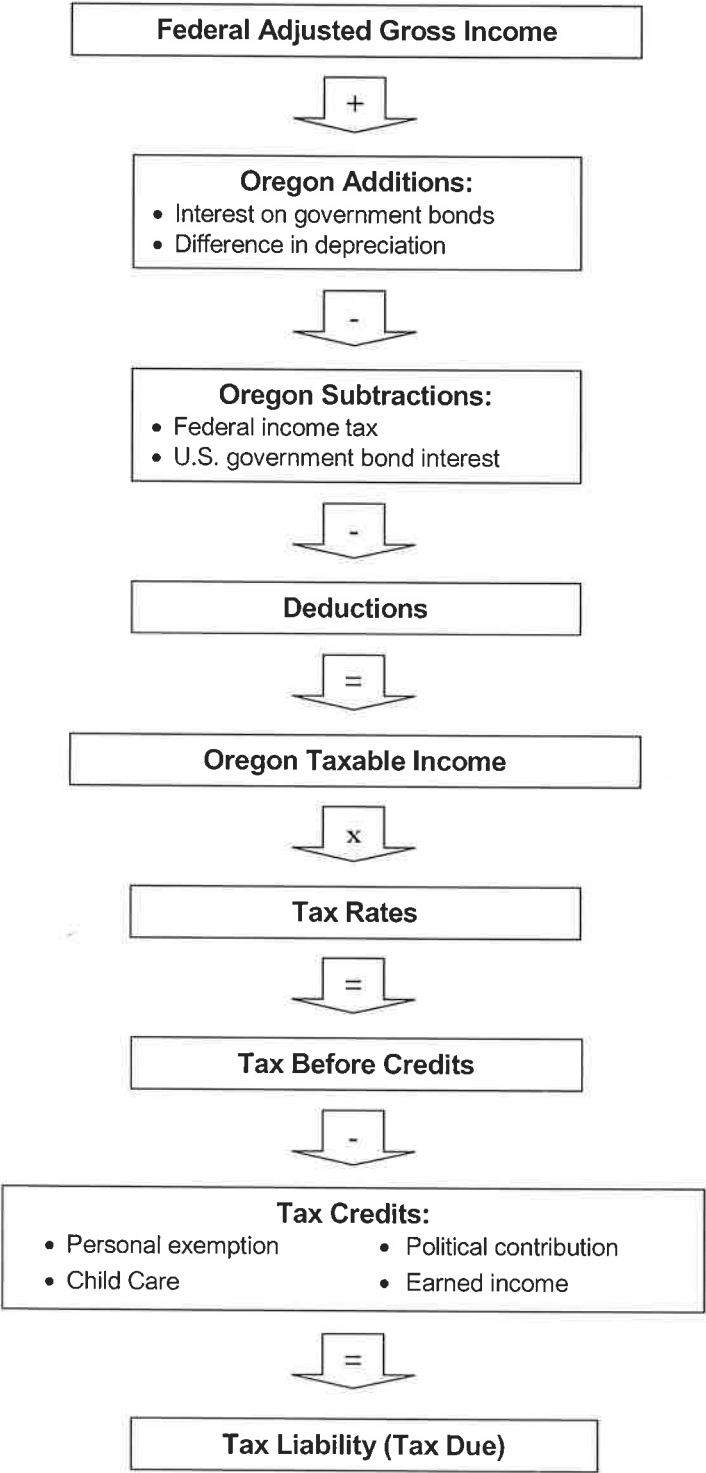 Federal Adjusted Gross Income
+
Oregon Additions:
• Interest on government bonds
• Difference in depreciation
-
Oregon Subtractions:
• Federal income tax
• U.S. government bond interest
-
Deductions
=
Oregon Taxable Income
x
Tax Rates
=
Tax Before Credits
-
Tax Credits:
• Personal exemption
• Political contribution
• Child Care
• Earned income
=
Tax Liability (Tax Due)